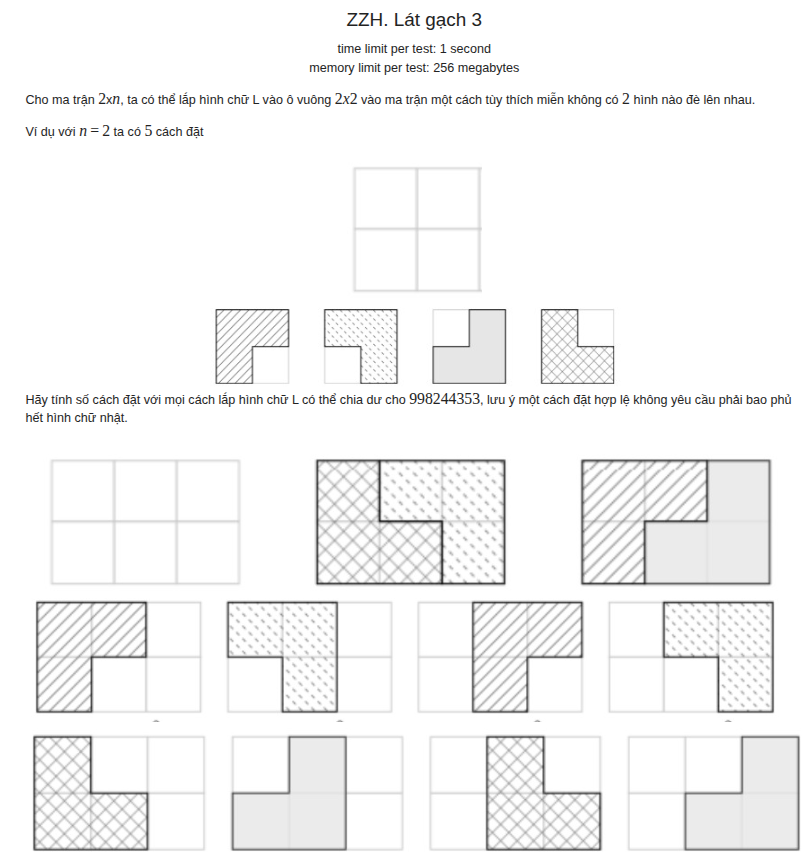 ZZH. Lát gạch 3
time limit per test: 1 second
memory limit per test: 256 megabytes
Cho ma trận 2xn, ta có thể lắp hình chữ L vào ô vuông 2x2 vào ma trận một cách tùy thích miễn không có 2 hình nào đè lên nhau.
Ví dụ với n = 2 ta có 5 cách đặt
Hãy tính số cách đặt với mọi cách lắp hình chữ L có thể chia dư cho 998244353, lưu ý một cách đặt hợp lệ không yêu cầu phải bao phủ
hết hình chữ nhật.